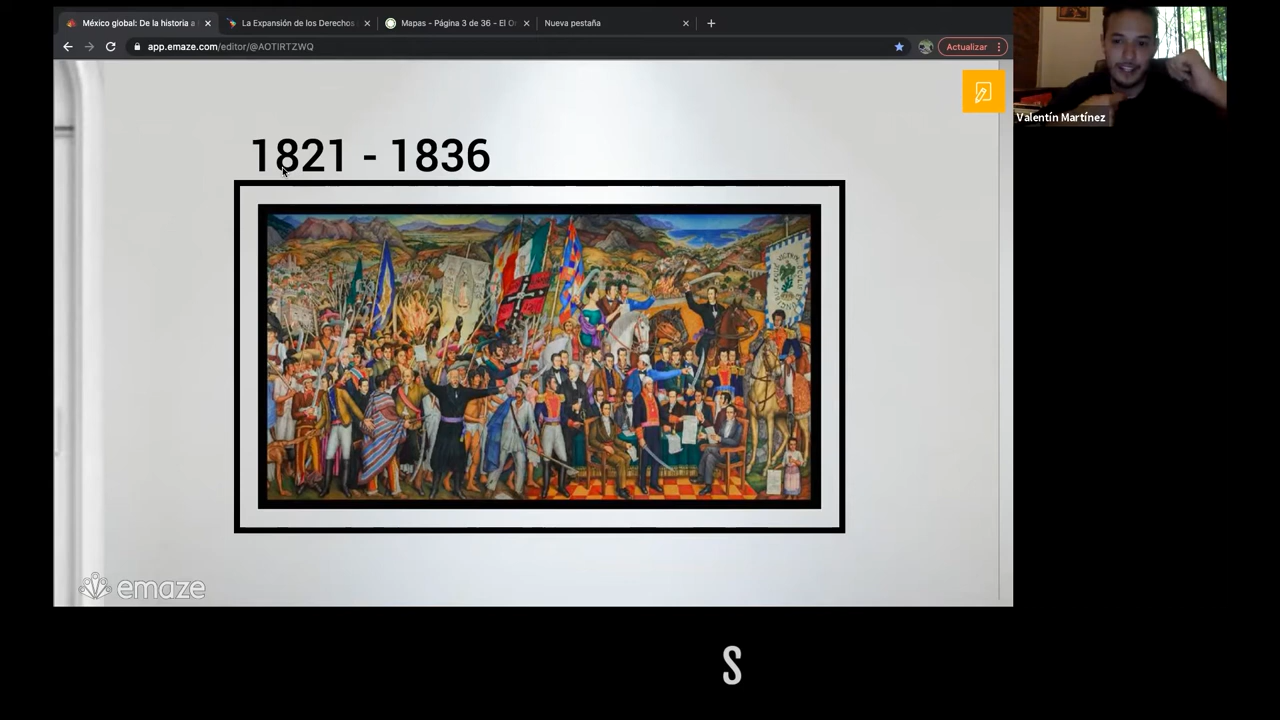 México global: De la historia a
La Expansión de los Derechos
Mapas - Página 3 de 36 - El O
Nueva pestaña
app.emaze.com/editor/@AOTIRTZWQ
Actualizar
Valentín Martínez
1821 - 1836
emaze
S